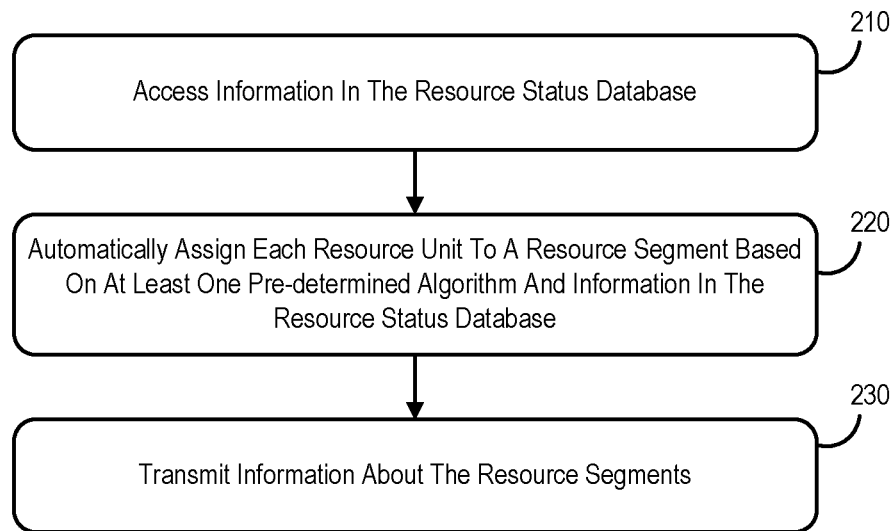 210
Access Information In The Resource Status Database
220
Automatically Assign Each Resource Unit To A Resource Segment Based
On At Least One Pre-determined Algorithm And Information In The
Resource Status Database
230
Transmit Information About The Resource Segments